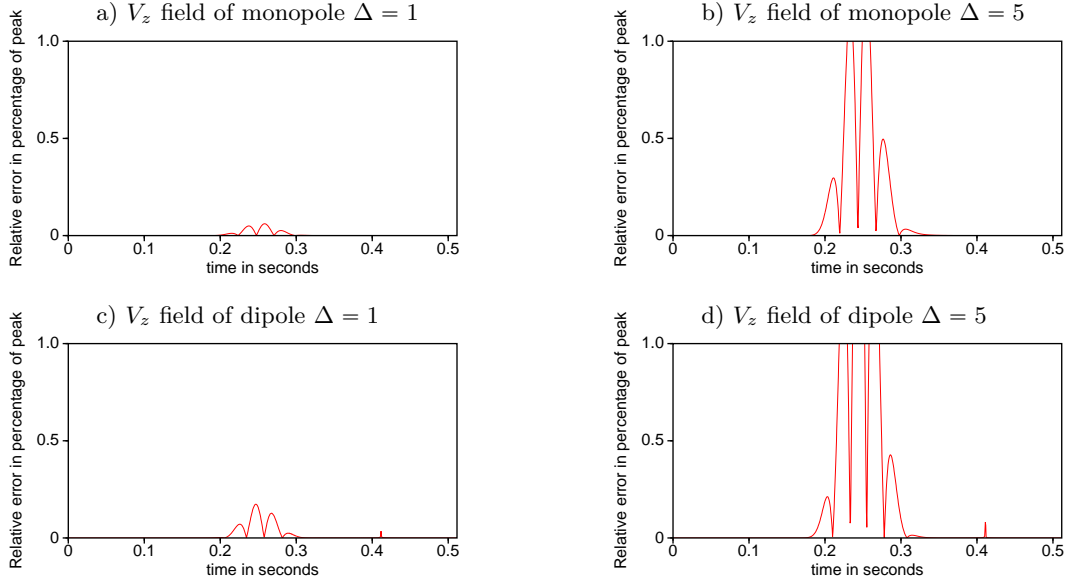 a) V_z field of monopole Δ = 1
Relative error in percentage of peak
1.0
0.5
0
0 0.1 0.2 0.3 0.4 0.5
time in seconds
b) V_z field of monopole Δ = 5
Relative error in percentage of peak
1.0
0.5
0
0 0.1 0.2 0.3 0.4 0.5
time in seconds
c) V_z field of dipole Δ = 1
Relative error in percentage of peak
1.0
0.5
0
0 0.1 0.2 0.3 0.4 0.5
time in seconds
d) V_z field of dipole Δ = 5
Relative error in percentage of peak
1.0
0.5
0
0 0.1 0.2 0.3 0.4 0.5
time in seconds